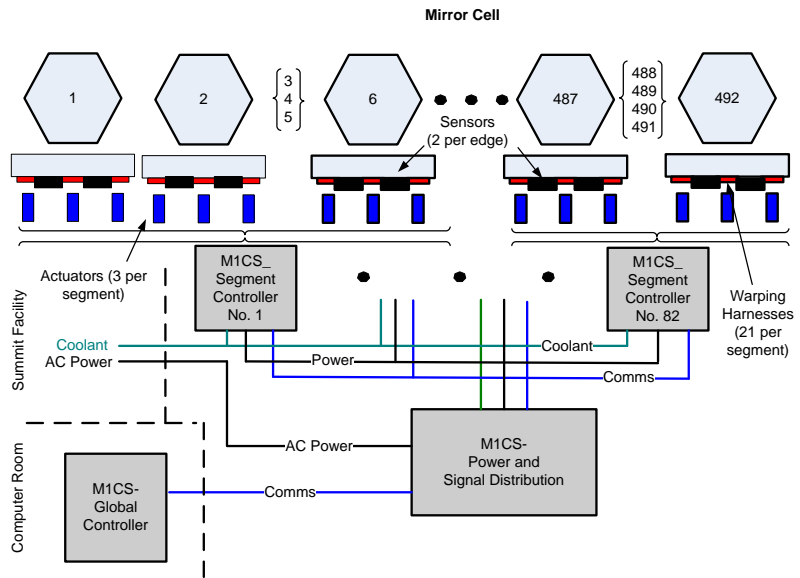 Mirror Cell
1
2
3
4
5
6
487
488
489
490
491
492
Sensors
(2 per edge)
Actuators (3 per
segment)
M1CS_
Segment
Controller
No. 1
M1CS_
Segment
Controller
No. 82
Warping
Harnesses
(21 per
segment)
Summit Facility
Coolant
Coolant
AC Power
Power
Comms
AC Power
M1CS-
Power and
Signal Distribution
Computer Room
M1CS-
Global
Controller
Comms